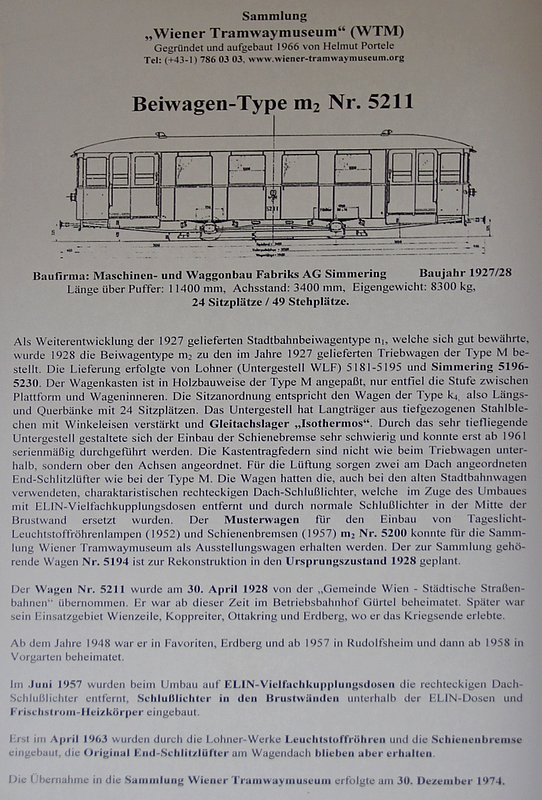 Sammlung
„Wiener Tramwaymuseum“ (WTM)
Gegründet und aufgebaut 1966 von Helmut Portele
Tel: (+43-1) 786 03 03, www.wiener-tramwaymuseum.org
Beiwagen-Type m₂ Nr. 5211
5211
Baufirma: Maschinen- und Waggonbau Fabriks AG Simmering Baujahr 1927/28
Länge über Puffer: 11400 mm, Achsstand: 3400 mm, Eigengewicht: 8300 kg,
24 Sitzplätze / 49 Stehplätze.
Als Weiterentwicklung der 1927 gelieferten Stadtbahnbeiwagentype n₁, welche sich gut bewährte,
wurde 1928 die Beiwagentype m₂ zu den im Jahre 1927 gelieferten Triebwagen der Type M be-
stellt. Die Lieferung erfolgte von Lohner (Untergestell WLF) 5181-5195 und Simmering 5196-
5230. Der Wagenkasten ist in Holzbauweise der Type M angepaßt, nur entfiel die Stufe zwischen
Plattform und Wageninneren. Die Sitzanordnung entspricht den Wagen der Type k₄, also Längs-
und Querbänke mit 24 Sitzplätzen. Das Untergestell hat Langträger aus tiefgezogenen Stahlble-
chen mit Winkeleisen verstärkt und Gleitachslager „Isothermos“. Durch das sehr tiefliegende
Untergestell gestaltete sich der Einbau der Schienebremse sehr schwierig und konnte erst ab 1961
serienmäßig durchgeführt werden. Die Kastentragfedern sind nicht wie beim Triebwagen unter-
halb, sondern ober den Achsen angeordnet. Für die Lüftung sorgen zwei am Dach angeordneten
End-Schlitzlüfter wie bei der Type M. Die Wagen hatten die, auch bei den alten Stadtbahnwagen
verwendeten, charaktaristischen rechteckigen Dach-Schlußlichter, welche im Zuge des Umbaues
mit ELIN-Vielfachkupplungsdosen entfernt und durch normale Schlußlichter in der Mitte der
Brustwand ersetzt wurden. Der Musterwagen für den Einbau von Tageslicht-
Leuchtstoffröhrenlampen (1952) und Schienenbremsen (1957) m₂ Nr. 5200 konnte für die Samm-
lung Wiener Tramwaymuseum als Ausstellungswagen erhalten werden. Der zur Sammlung gehö-
rende Wagen Nr. 5194 ist zur Rekonstruktion in den Ursprungszustand 1928 geplant.
Der Wagen Nr. 5211 wurde am 30. April 1928 von der „Gemeinde Wien - Städtische Straßen-
bahnen“ übernommen. Er war ab dieser Zeit im Betriebsbahnhof Gürtel beheimatet. Später war
sein Einsatzgebiet Wienzeile, Koppreiter, Ottakring und Erdberg, wo er das Kriegsende erlebte.
Ab dem Jahre 1948 war er in Favoriten, Erdberg und ab 1957 in Rudolfsheim und dann ab 1958 in
Vorgarten beheimatet.
Im Juni 1957 wurden beim Umbau auf ELIN-Vielfachkupplungsdosen die rechteckigen Dach-
Schlußlichter entfernt, Schlußlichter in den Brustwänden unterhalb der ELIN-Dosen und
Frischstrom-Heizkörper eingebaut.
Erst im April 1963 wurden durch die Lohner-Werke Leuchtstoffröhren und die Schienenbremse
eingebaut, die Original End-Schlitzlüfter am Wagendach blieben aber erhalten.
Die Übernahme in die Sammlung Wiener Tramwaymuseum erfolgte am 30. Dezember 1974.